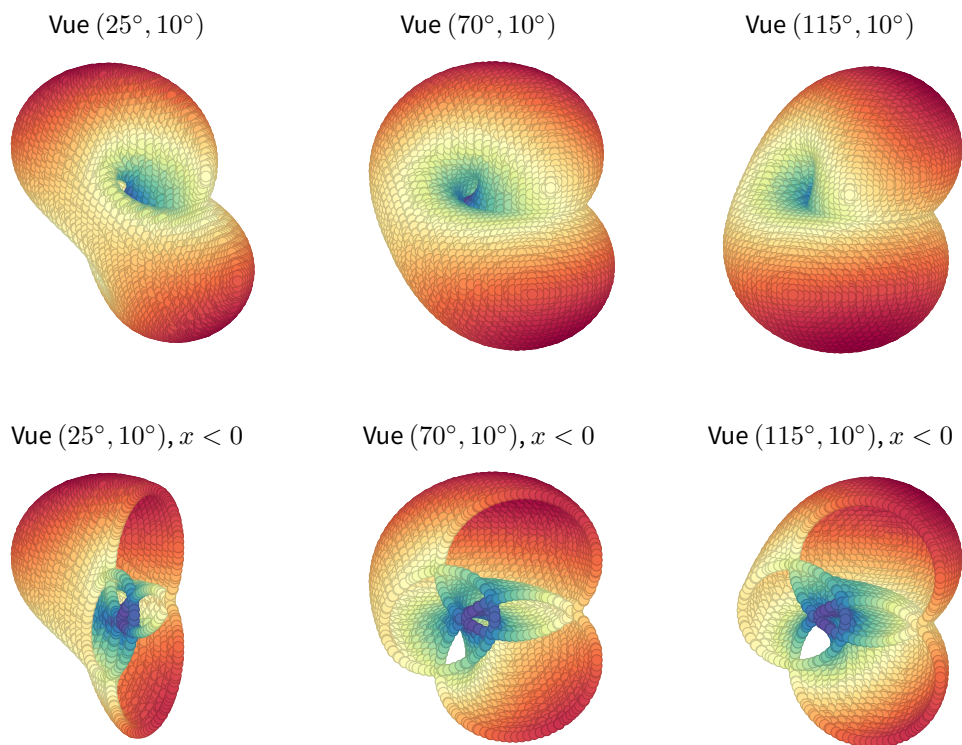 Vue (25°, 10°)
Vue (70°, 10°)
Vue (115°, 10°)
Vue (25°, 10°), x < 0
Vue (70°, 10°), x < 0
Vue (115°, 10°), x < 0